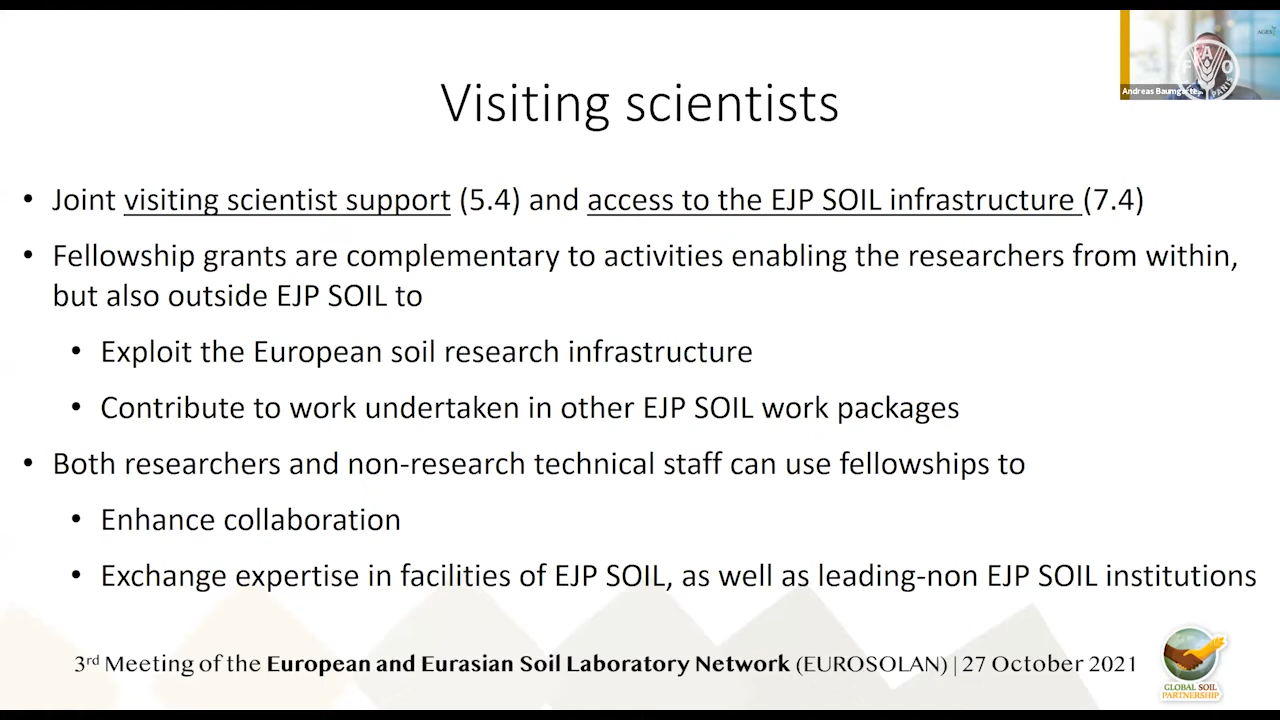 Visiting scientists
• Joint visiting scientist support (5.4) and access to the EJP SOIL infrastructure (7.4)
• Fellowship grants are complementary to activities enabling the researchers from within,
but also outside EJP SOIL to
• Exploit the European soil research infrastructure
• Contribute to work undertaken in other EJP SOIL work packages
• Both researchers and non-research technical staff can use fellowships to
• Enhance collaboration
• Exchange expertise in facilities of EJP SOIL, as well as leading-non EJP SOIL institutions
3rd Meeting of the European and Eurasian Soil Laboratory Network (EUROSOLAN) | 27 October 2021
GLOBAL SOIL
PARTNERSHIP
AGES
FAO
PANIS
Andreas